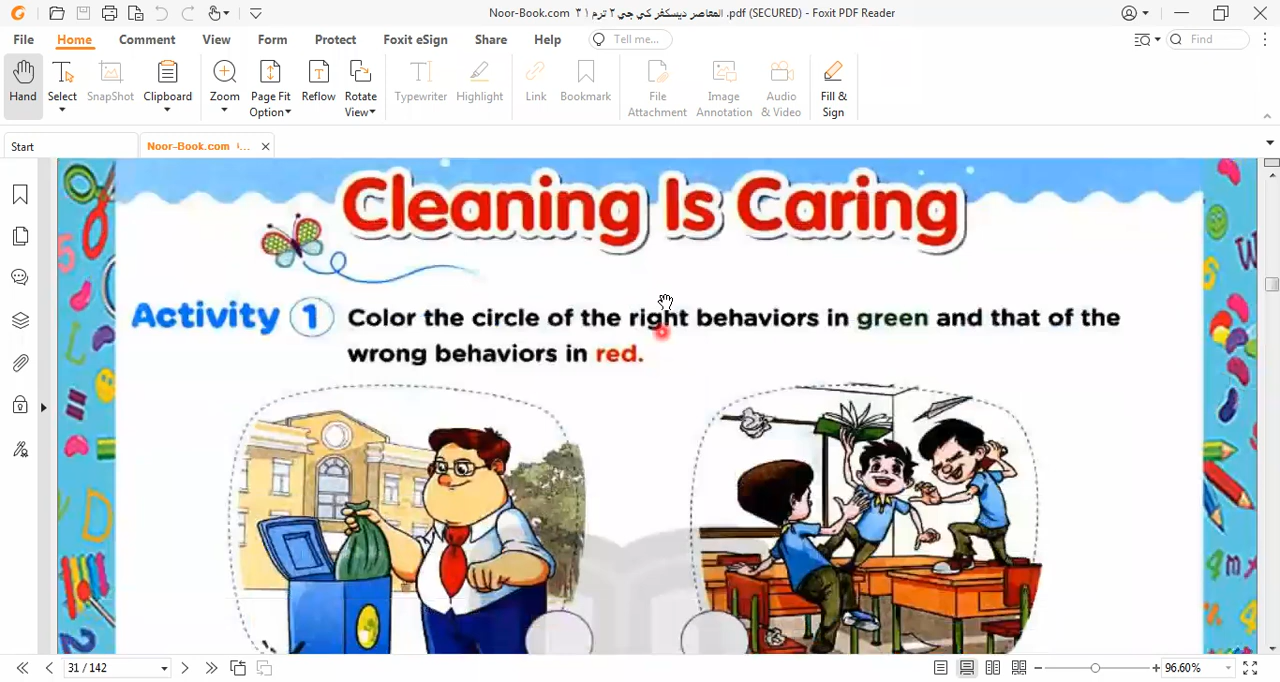 Noor-Book.com المعاصر ديسكفر كي جي ٢ ترم ١ ٣ .pdf (SECURED) - Foxit PDF Reader
File Home Comment View Form Protect Foxit eSign Share Help Tell me... Find
Hand Select SnapShot Clipboard Zoom Page Fit Option Reflow Rotate View Typewriter Highlight Link Bookmark File Attachment Image Annotation Audio & Video Fill & Sign
Start Noor-Book.com ...
Cleaning Is Caring
Activity 1 Color the circle of the right behaviors in green and that of the
wrong behaviors in red.
31 / 142 96.60%